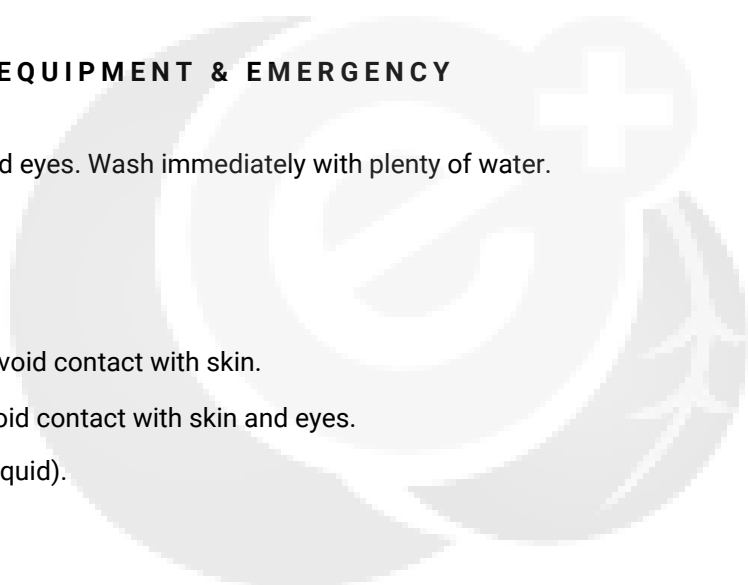 EQUIPMENT & EMERGENCY
d eyes. Wash immediately with plenty of water.
void contact with skin.
oid contact with skin and eyes.
quid).